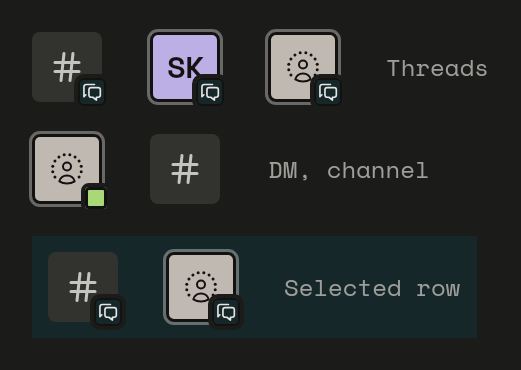 # SK Threads
# DM, channel
# Selected row